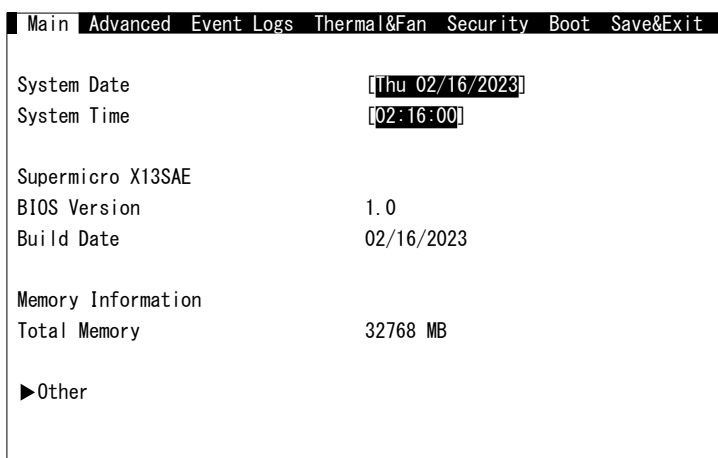 Main Advanced Event Logs Thermal&Fan Security Boot Save&Exit
System Date [Thu 02/16/2023]
System Time [02:16:00]
Supermicro X13SAE
BIOS Version 1.0
Build Date 02/16/2023
Memory Information
Total Memory 32768 MB
▶Other